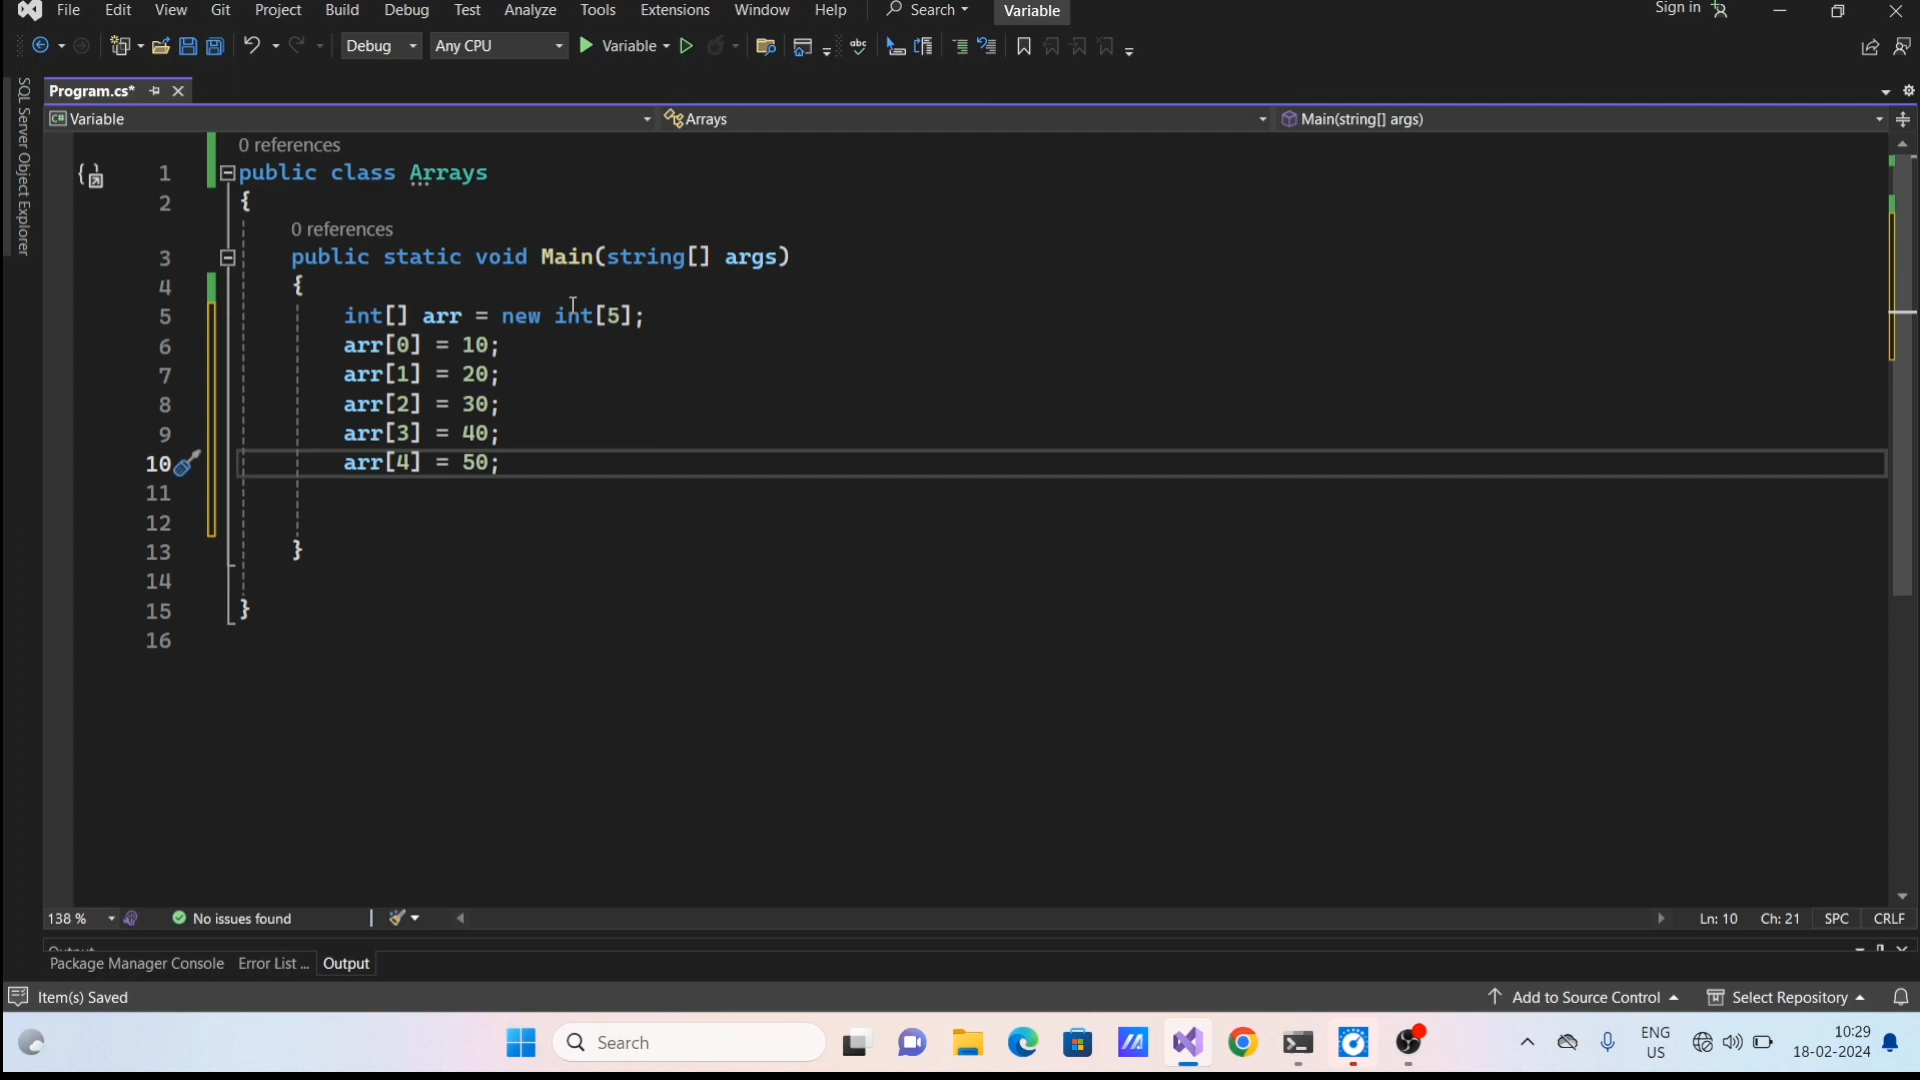 File Edit View Git Project Build Debug Test Analyze Tools Extensions Window Help Search Variable Sign in
Debug Any CPU Variable
SQL Server Object Explorer
Program.cs*
C# Variable Arrays Main(string[] args)
0 references
1 public class Arrays
2 {
0 references
3 public static void Main(string[] args)
4 {
5 int[] arr = new int[5];
6 arr[0] = 10;
7 arr[1] = 20;
8 arr[2] = 30;
9 arr[3] = 40;
10 arr[4] = 50;
11
12
13 }
14
15 }
16
138 % No issues found Ln: 10 Ch: 21 SPC CRLF
Output
Package Manager Console Error List ... Output
Item(s) Saved Add to Source Control Select Repository
Search ENG 10:29
US 18-02-2024